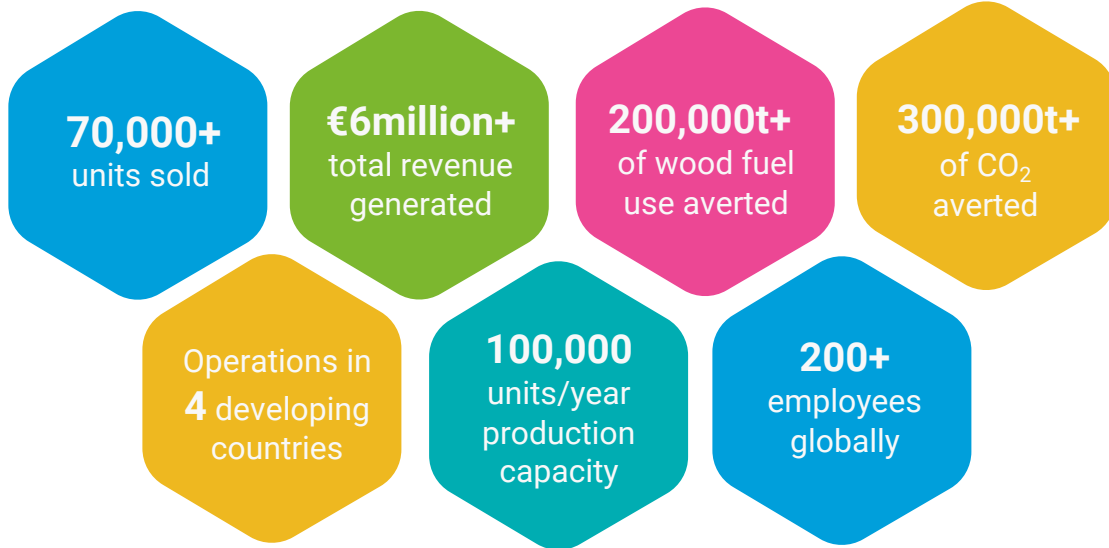 70,000+
units sold
€6million+
total revenue
generated
200,000t+
of wood fuel
use averted
300,000t+
of CO₂
averted
Operations in
4 developing
countries
100,000
units/year
production
capacity
200+
employees
globally